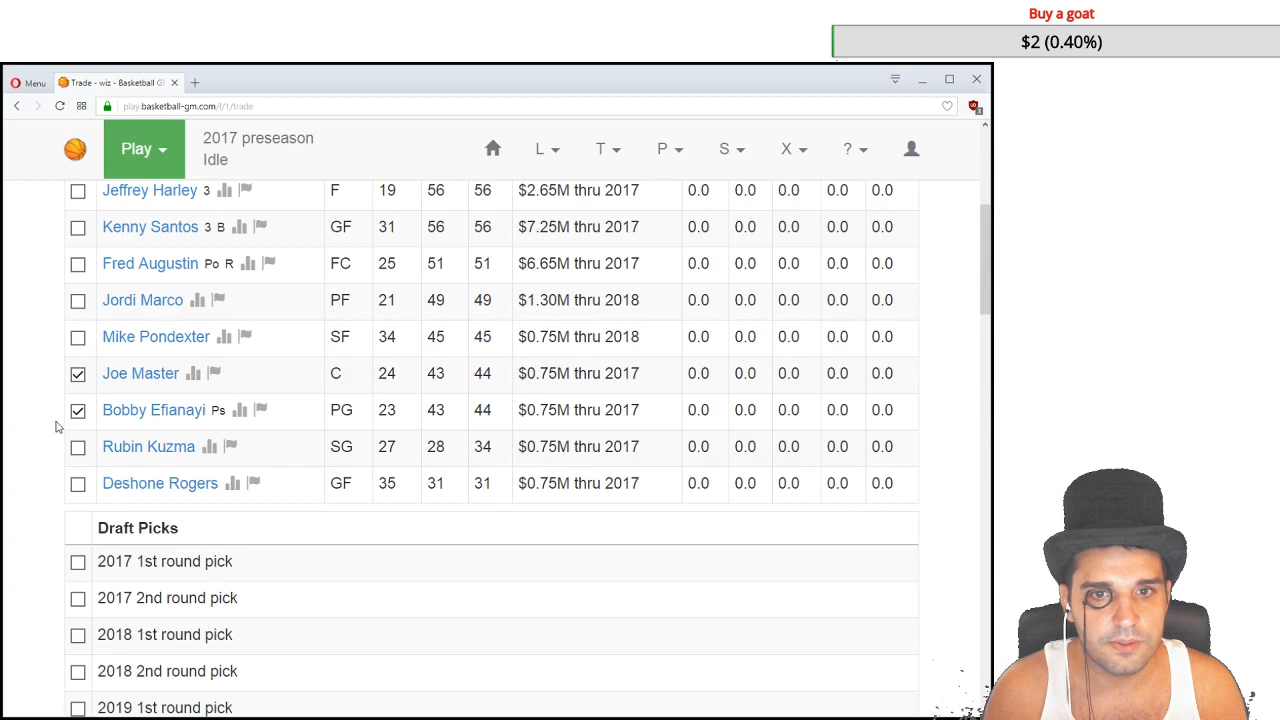 Buy a goat
$2 (0.40%)
Menu
Trade - wiz - Basketball G
play.basketball-gm.com/l/1/trade
Play
2017 preseason
Idle
L
T
P
S
X
?
Jeffrey Harley 3 F 19 56 56 $2.65M thru 2017 0.0 0.0 0.0 0.0 0.0
Kenny Santos 3 B GF 31 56 56 $7.25M thru 2017 0.0 0.0 0.0 0.0 0.0
Fred Augustin Po R FC 25 51 51 $6.65M thru 2017 0.0 0.0 0.0 0.0 0.0
Jordi Marco PF 21 49 49 $1.30M thru 2018 0.0 0.0 0.0 0.0 0.0
Mike Pondexter SF 34 45 45 $0.75M thru 2018 0.0 0.0 0.0 0.0 0.0
Joe Master C 24 43 44 $0.75M thru 2017 0.0 0.0 0.0 0.0 0.0
Bobby Efianayi Ps PG 23 43 44 $0.75M thru 2017 0.0 0.0 0.0 0.0 0.0
Rubin Kuzma SG 27 28 34 $0.75M thru 2017 0.0 0.0 0.0 0.0 0.0
Deshone Rogers GF 35 31 31 $0.75M thru 2017 0.0 0.0 0.0 0.0 0.0
Draft Picks
2017 1st round pick
2017 2nd round pick
2018 1st round pick
2018 2nd round pick
2019 1st round pick